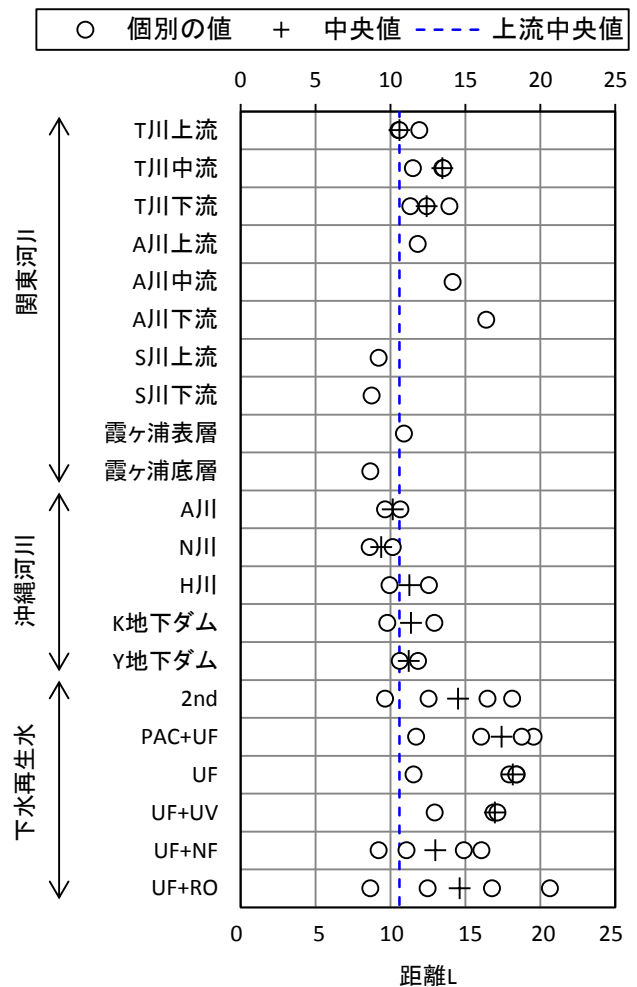 個別の値 中央値 上流中央値
0 5 10 15 20
関東河川
T川上流
T川中流
T川下流
A川上流
A川中流
A川下流
S川上流
S川下流
霞ヶ浦表層
霞ヶ浦底層
沖縄河川
A川
N川
H川
K地下ダム
Y地下ダム
下水再生水
2nd
PAC+UF
UF
UF+UV
UF+NF
UF+RO
0 5 10 15 20
距離L